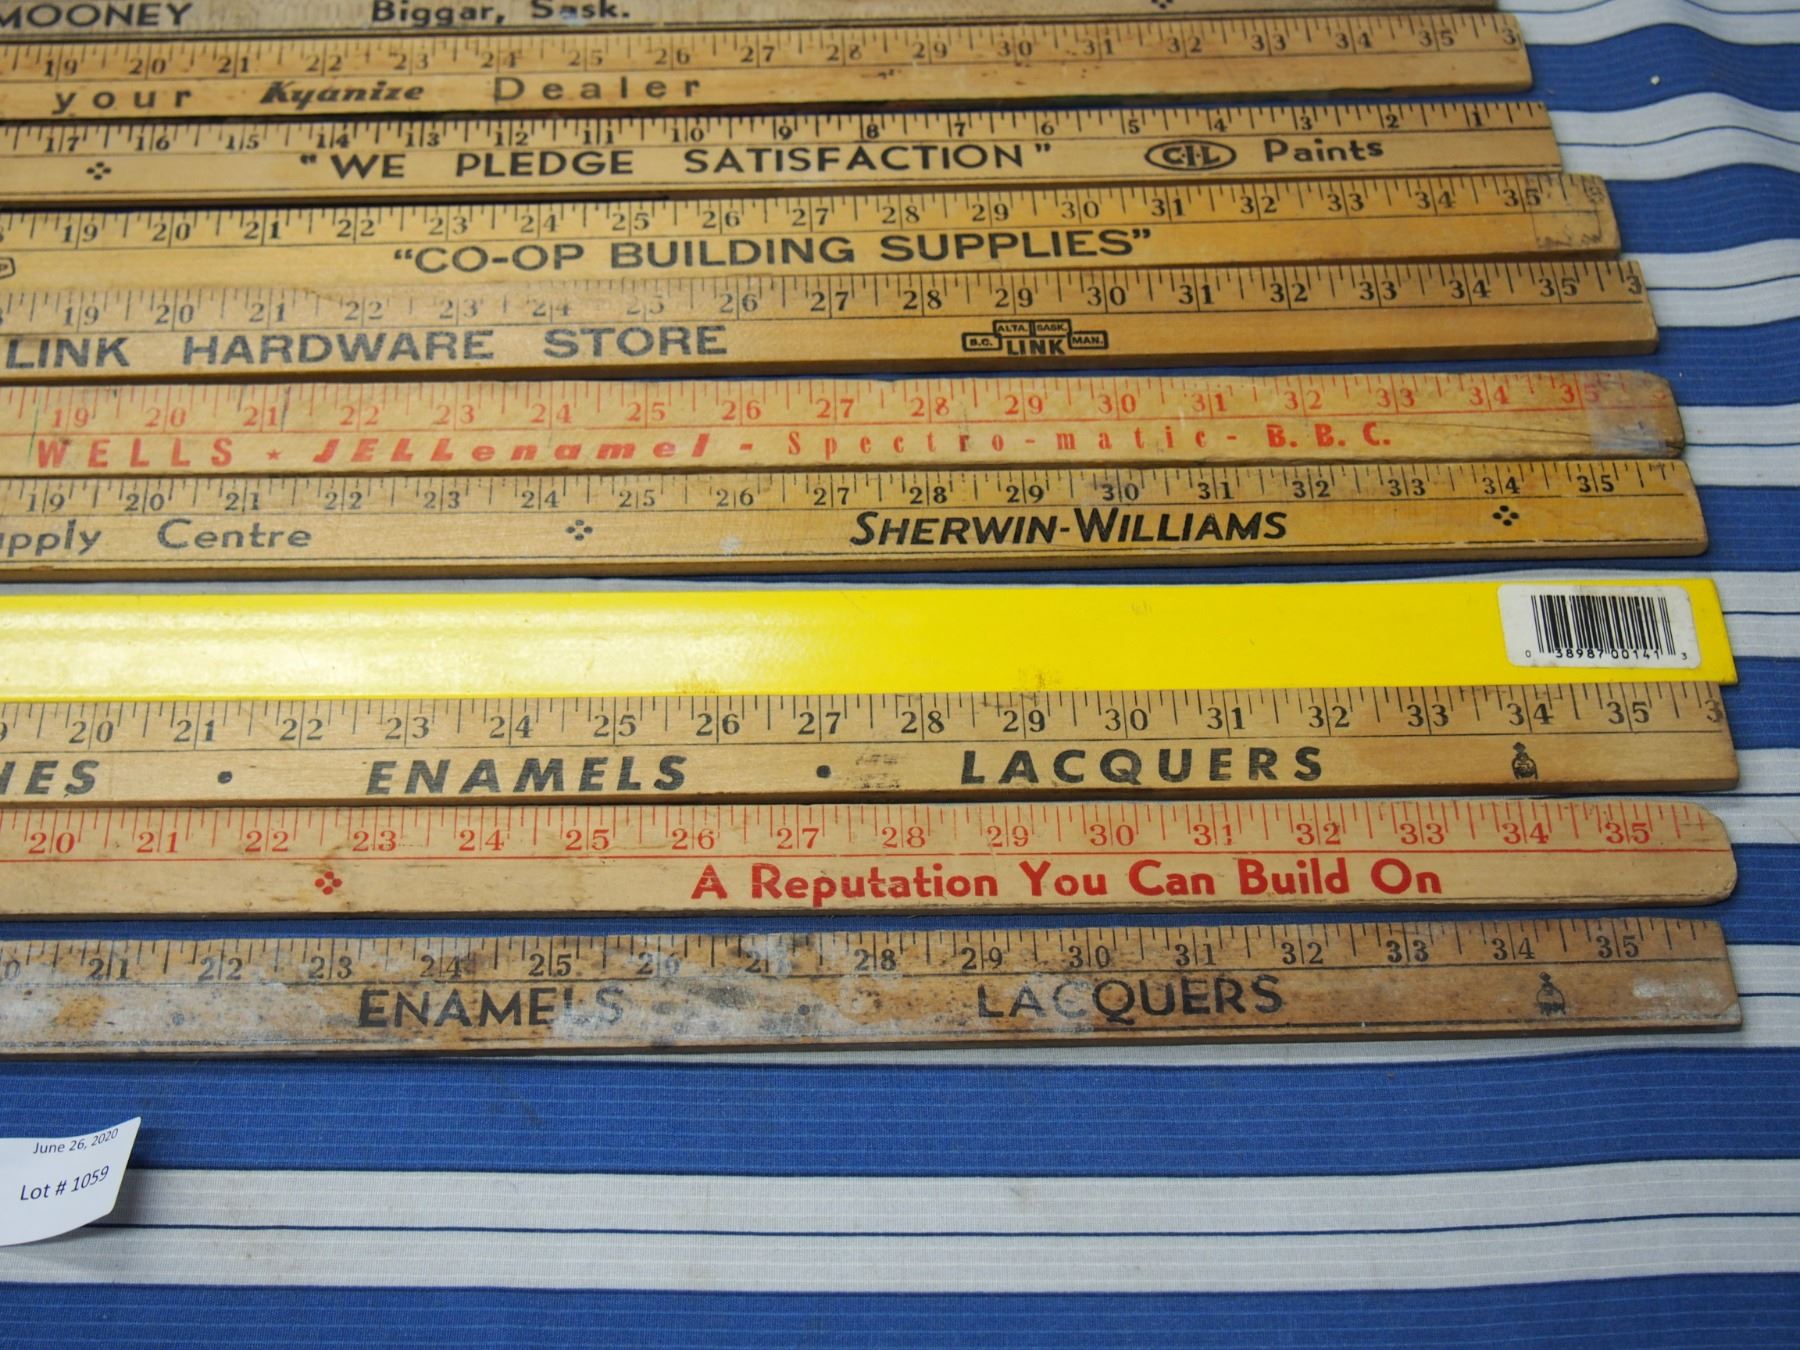 MOONEY Biggar, Sask.
19 20 21 22 23 24 25 26 27 28 29 30 31 32 33 34 35 3
your Kyanize Dealer
17 16 15 14 13 12 11 10 9 8 7 6 5 4 3 2 1
"WE PLEDGE SATISFACTION" C-I-L Paints
19 20 21 22 23 24 25 26 27 28 29 30 31 32 33 34 35
"CO-OP BUILDING SUPPLIES"
19 20 21 22 23 24 25 26 27 28 29 30 31 32 33 34 35 3
LINK HARDWARE STORE B.C. ALTA. SASK. MAN. LINK
19 20 21 22 23 24 25 26 27 28 29 30 31 32 33 34 35
WELLS ★ JELLenamel - Spectro-matic - B. B. C.
19 20 21 22 23 24 25 26 27 28 29 30 31 32 33 34 35
pply Centre SHERWIN-WILLIAMS
0 38987 00141 3
9 20 21 22 23 24 25 26 27 28 29 30 31 32 33 34 35 3
NES • ENAMELS • LACQUERS
20 21 22 23 24 25 26 27 28 29 30 31 32 33 34 35
A Reputation You Can Build On
0 21 22 23 24 25 26 27 28 29 30 31 32 33 34 35
ENAMELS • LACQUERS
June 26, 2020
Lot # 1059